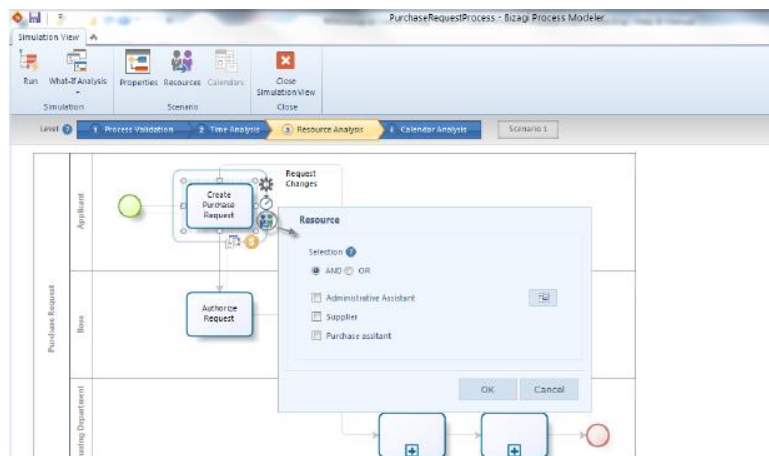 PurchaseRequestProcess - Bizagi Process Modeler
Simulation View
Run
What-If Analysis
Properties
Resources
Calendars
Close
Simulation View
Simulation
Scenario
Close
Level
1 Process Validation
2 Time Analysis
3 Resource Analysis
4 Calendar Analysis
Scenario 1
Purchase Request
Applicant
Create
Purchase
Request
Request
Changes
Resource
Selection
AND
OR
Administrative Assistant
Supplier
Purchase assitant
OK
Cancel
Boss
Authorize
Request
Department